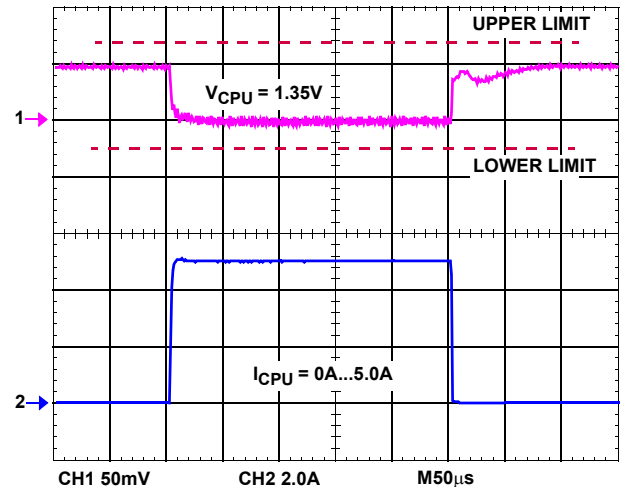 UPPER LIMIT
VCPU = 1.35V
1
LOWER LIMIT
ICPU = 0A...5.0A
2
CH1 50mV CH2 2.0A M50μs